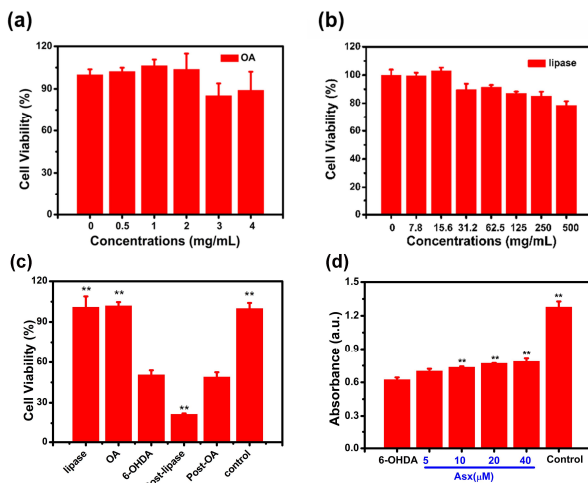 (a)
Cell Viability (%)
120
90
60
30
0
OA
0 0.5 1 2 3 4
Concentrations (mg/mL)
(b)
Cell Viability (%)
120
100
80
60
40
20
0
lipase
0 7.8 15.6 31.2 62.5 125 250 500
Concentrations (mg/mL)
(c)
Cell Viability (%)
120
90
60
30
0
** ** ** **
lipase OA 6-OHDA Post-OA control
(d)
Absorbance (a.u.)
1.5
1.2
0.9
0.6
0.3
0.0
** ** ** **
6-OHDA 5 10 20 40 Control
Asx(μM)